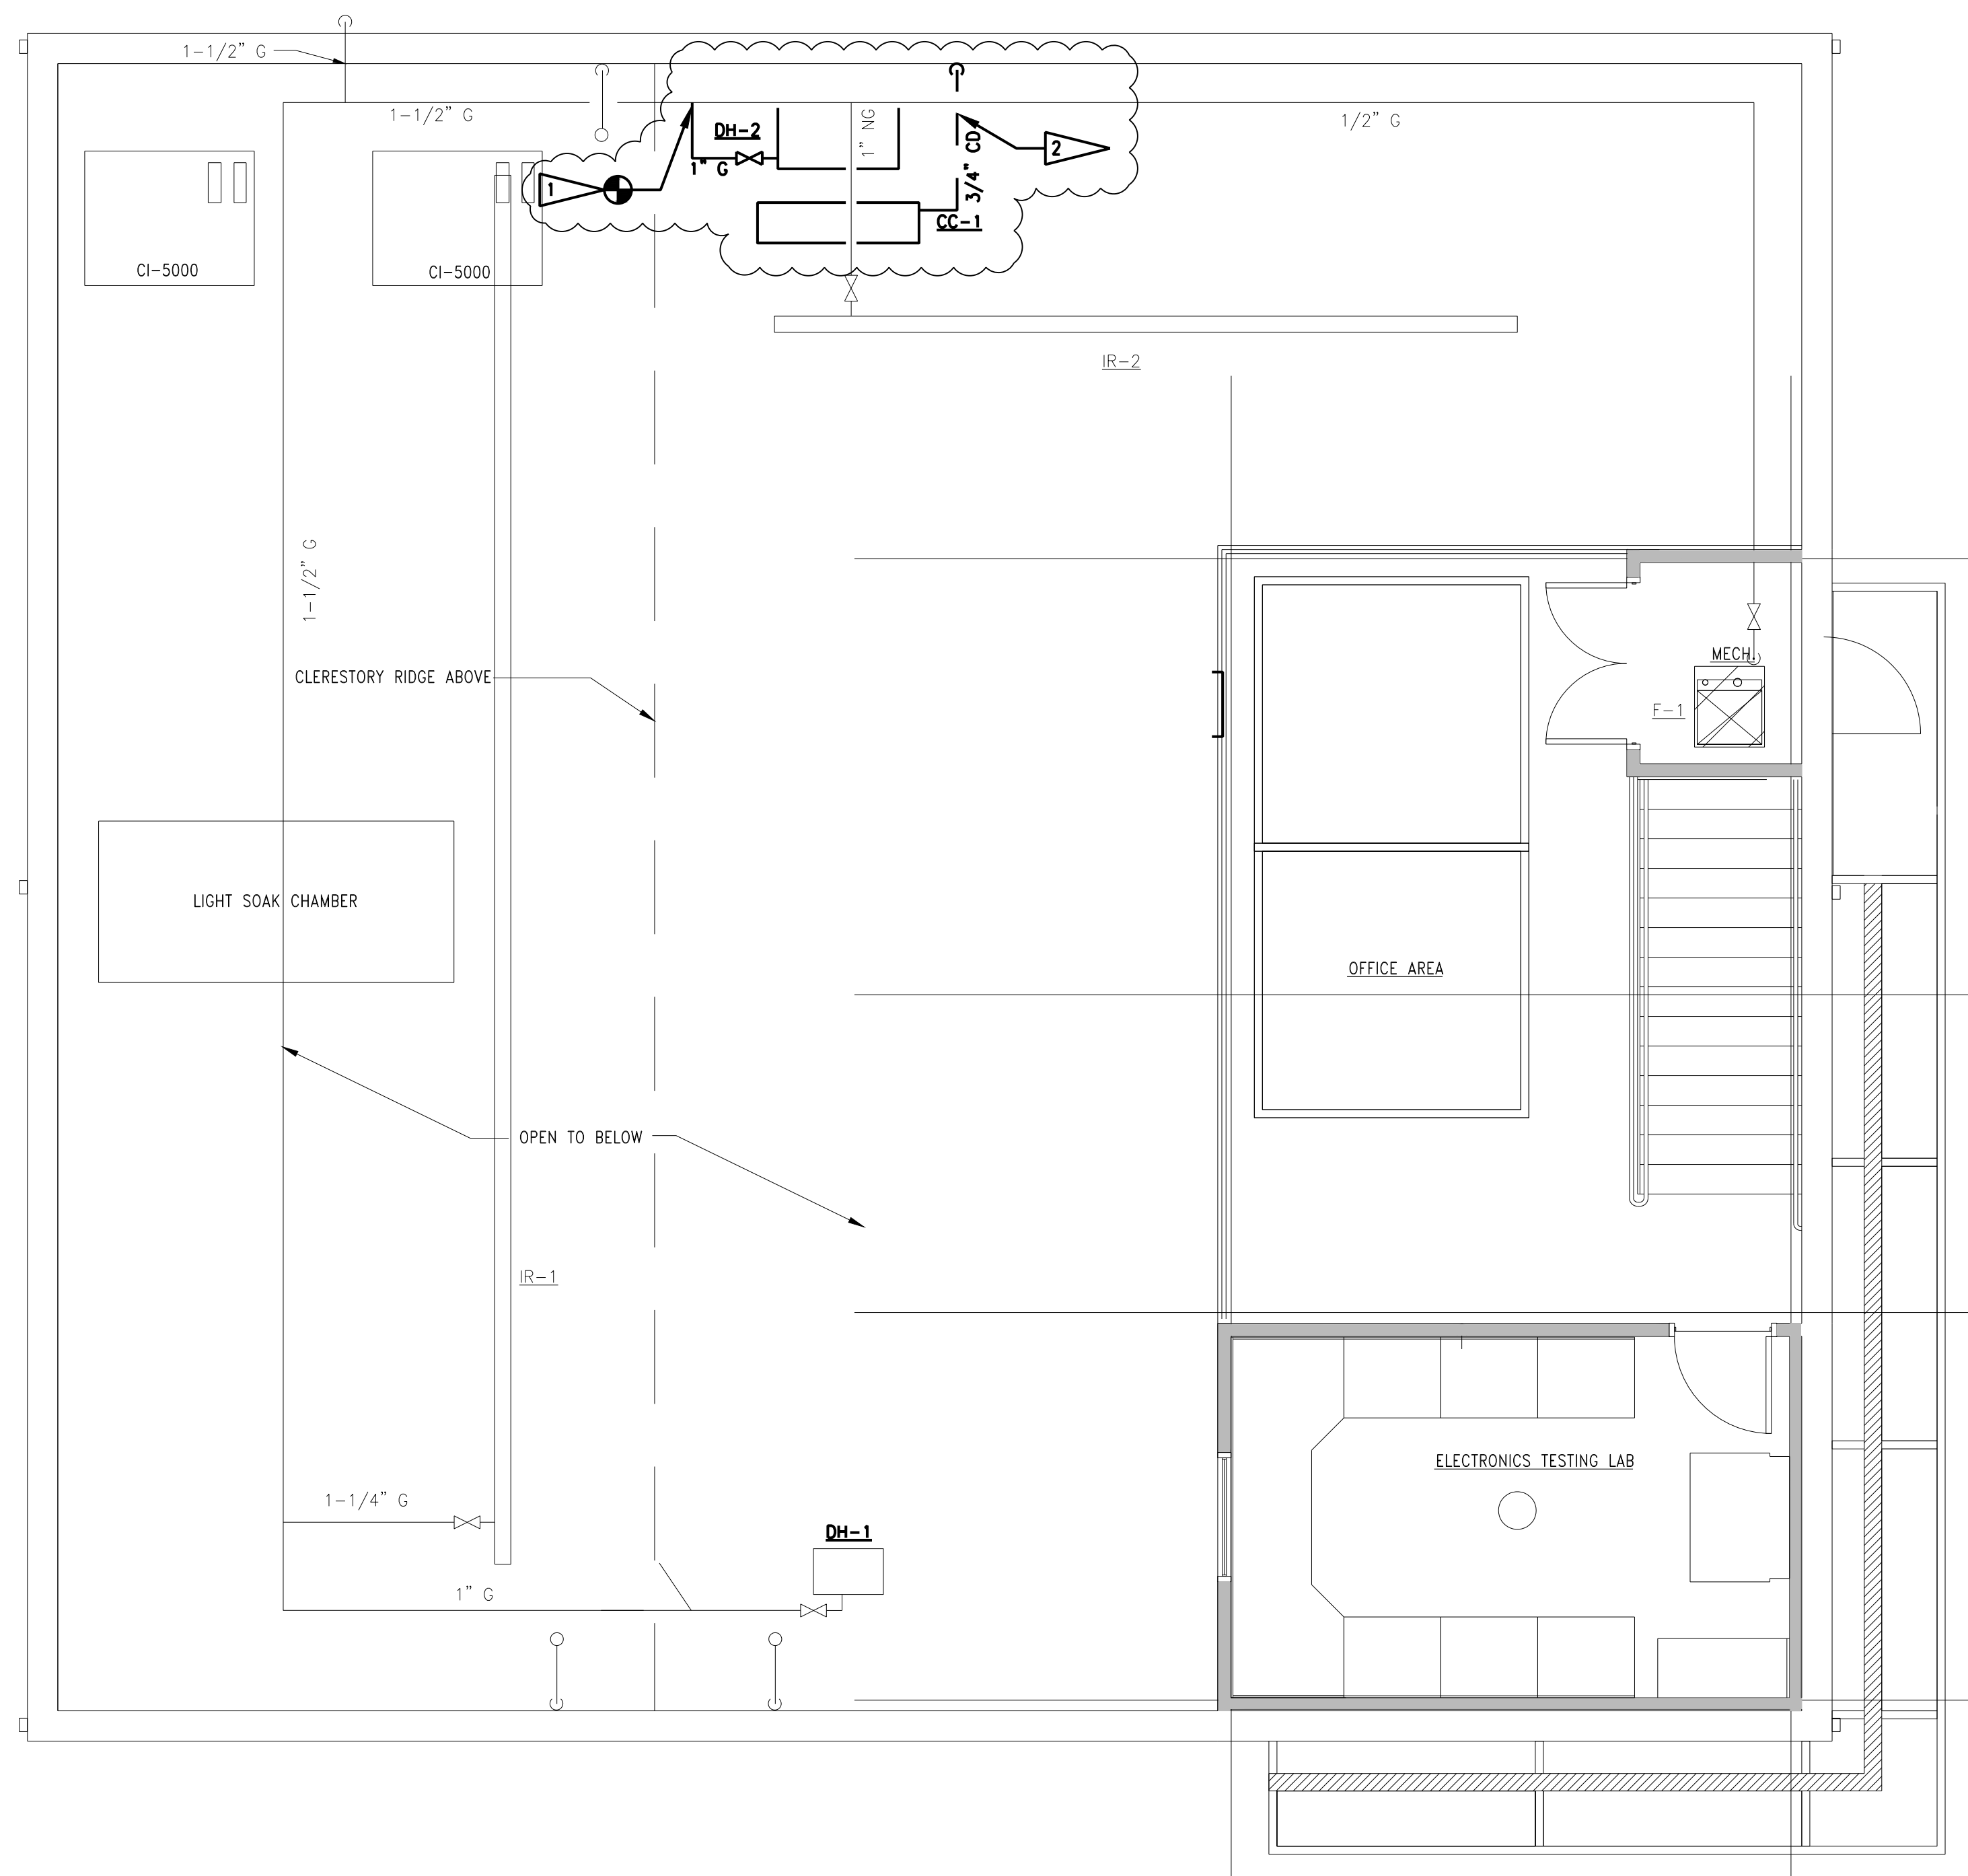 1-1/2" G
1-1/2" G
1/2" G
DH-2
1" NG
1" G
3/4" CD
2
1
CC-1
CI-5000
CI-5000
IR-2
1-1/2" G
CLERESTORY RIDGE ABOVE
MECH.
F-1
LIGHT SOAK CHAMBER
OFFICE AREA
OPEN TO BELOW
IR-1
ELECTRONICS TESTING LAB
1-1/4" G
DH-1
1" G